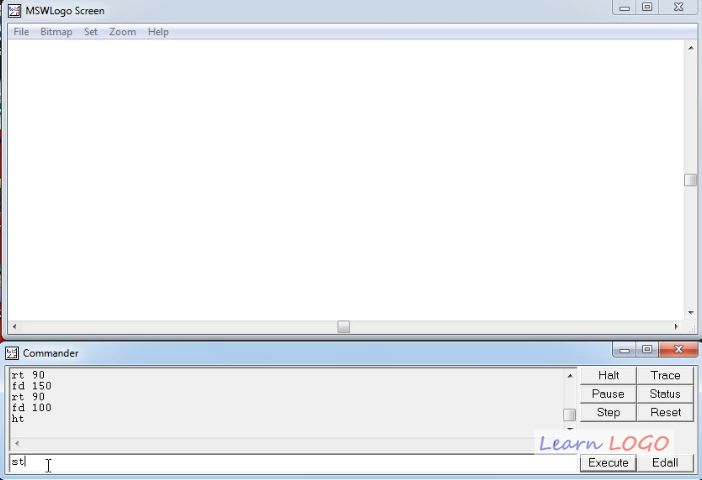 MSWLogo Screen
File Bitmap Set Zoom Help
Commander
rt 90
fd 150
rt 90
fd 100
ht
Halt Trace
Pause Status
Step Reset
Learn LOGO
st
Execute Edall